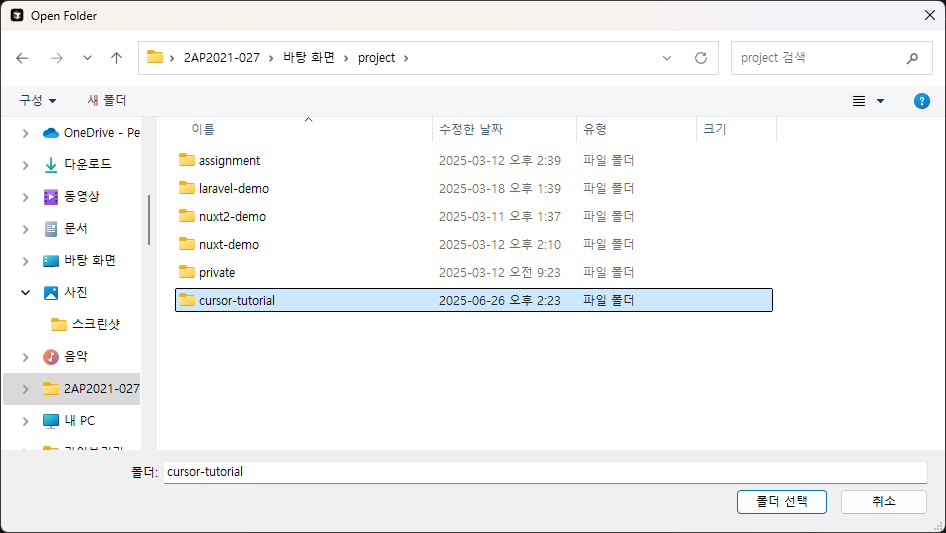 Open Folder
2AP2021-027 > 바탕 화면 > project >
project 검색
구성
새 폴더
?
OneDrive - Pe
다운로드
동영상
문서
바탕 화면
사진
스크린샷
음악
2AP2021-027
내 PC
이름 수정한 날짜 유형 크기
assignment 2025-03-12 오후 2:39 파일 폴더
laravel-demo 2025-03-18 오후 1:39 파일 폴더
nuxt2-demo 2025-03-11 오후 1:37 파일 폴더
nuxt-demo 2025-03-12 오후 2:10 파일 폴더
private 2025-03-12 오전 9:23 파일 폴더
cursor-tutorial 2025-06-26 오후 2:23 파일 폴더
폴더: cursor-tutorial
폴더 선택 취소